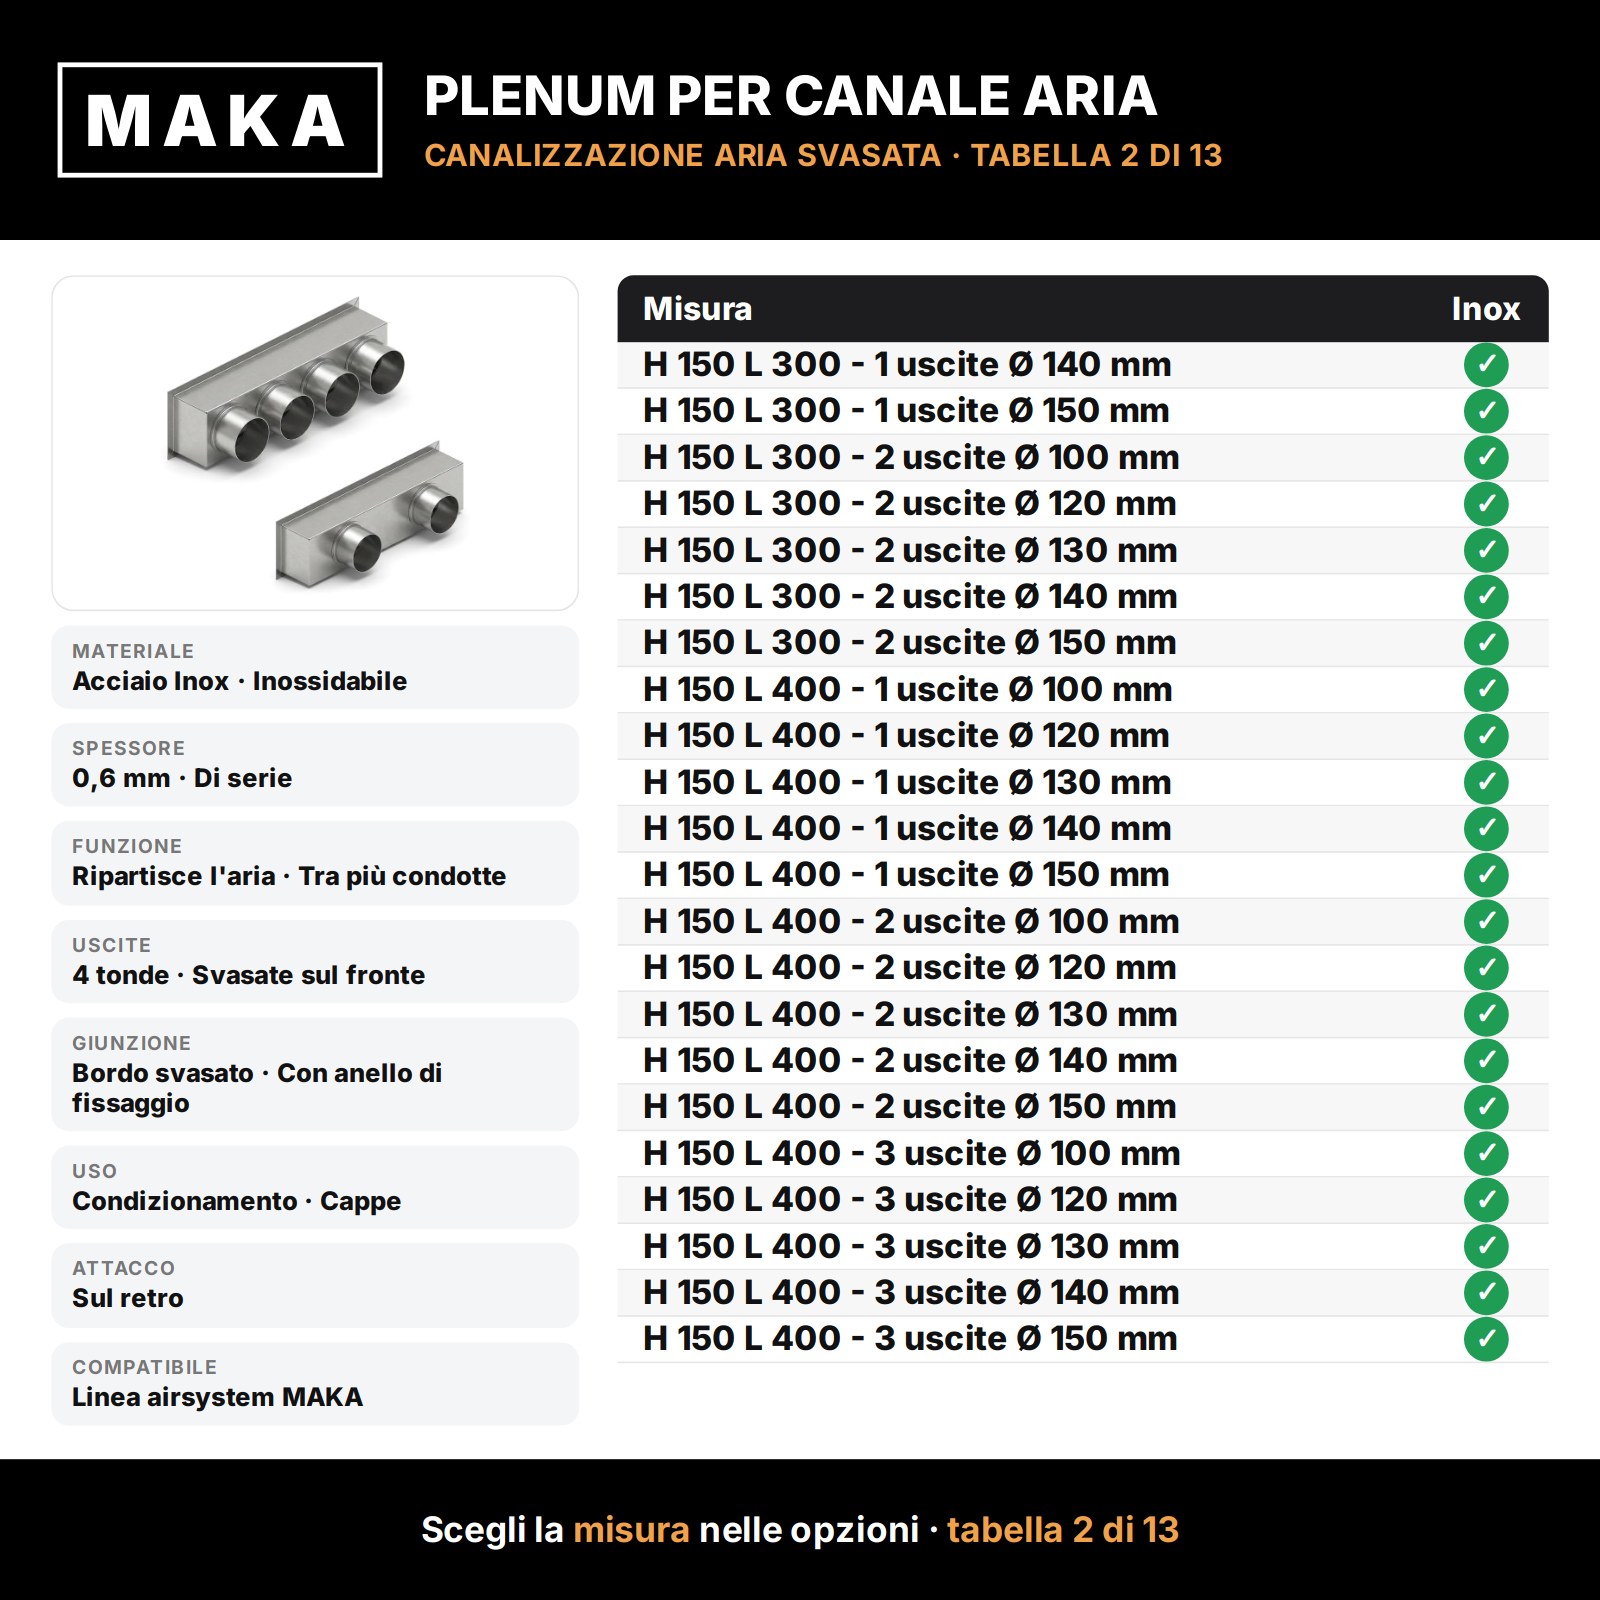 MAKA
PLENUM PER CANALE ARIA
CANALIZZAZIONE ARIA SVASATA · TABELLA 2 DI 13
MATERIALE
Acciaio Inox · Inossidabile
SPESSORE
0,6 mm · Di serie
FUNZIONE
Ripartisce l'aria · Tra più condotte
USCITE
4 tonde · Svasate sul fronte
GIUNZIONE
Bordo svasato · Con anello di
fissaggio
USO
Condizionamento · Cappe
ATTACCO
Sul retro
COMPATIBILE
Linea airsystem MAKA
Misura Inox
H 150 L 300 - 1 uscite Ø 140 mm ✓
H 150 L 300 - 1 uscite Ø 150 mm ✓
H 150 L 300 - 2 uscite Ø 100 mm ✓
H 150 L 300 - 2 uscite Ø 120 mm ✓
H 150 L 300 - 2 uscite Ø 130 mm ✓
H 150 L 300 - 2 uscite Ø 140 mm ✓
H 150 L 300 - 2 uscite Ø 150 mm ✓
H 150 L 400 - 1 uscite Ø 100 mm ✓
H 150 L 400 - 1 uscite Ø 120 mm ✓
H 150 L 400 - 1 uscite Ø 130 mm ✓
H 150 L 400 - 1 uscite Ø 140 mm ✓
H 150 L 400 - 1 uscite Ø 150 mm ✓
H 150 L 400 - 2 uscite Ø 100 mm ✓
H 150 L 400 - 2 uscite Ø 120 mm ✓
H 150 L 400 - 2 uscite Ø 130 mm ✓
H 150 L 400 - 2 uscite Ø 140 mm ✓
H 150 L 400 - 2 uscite Ø 150 mm ✓
H 150 L 400 - 3 uscite Ø 100 mm ✓
H 150 L 400 - 3 uscite Ø 120 mm ✓
H 150 L 400 - 3 uscite Ø 130 mm ✓
H 150 L 400 - 3 uscite Ø 140 mm ✓
H 150 L 400 - 3 uscite Ø 150 mm ✓
Scegli la misura nelle opzioni · tabella 2 di 13